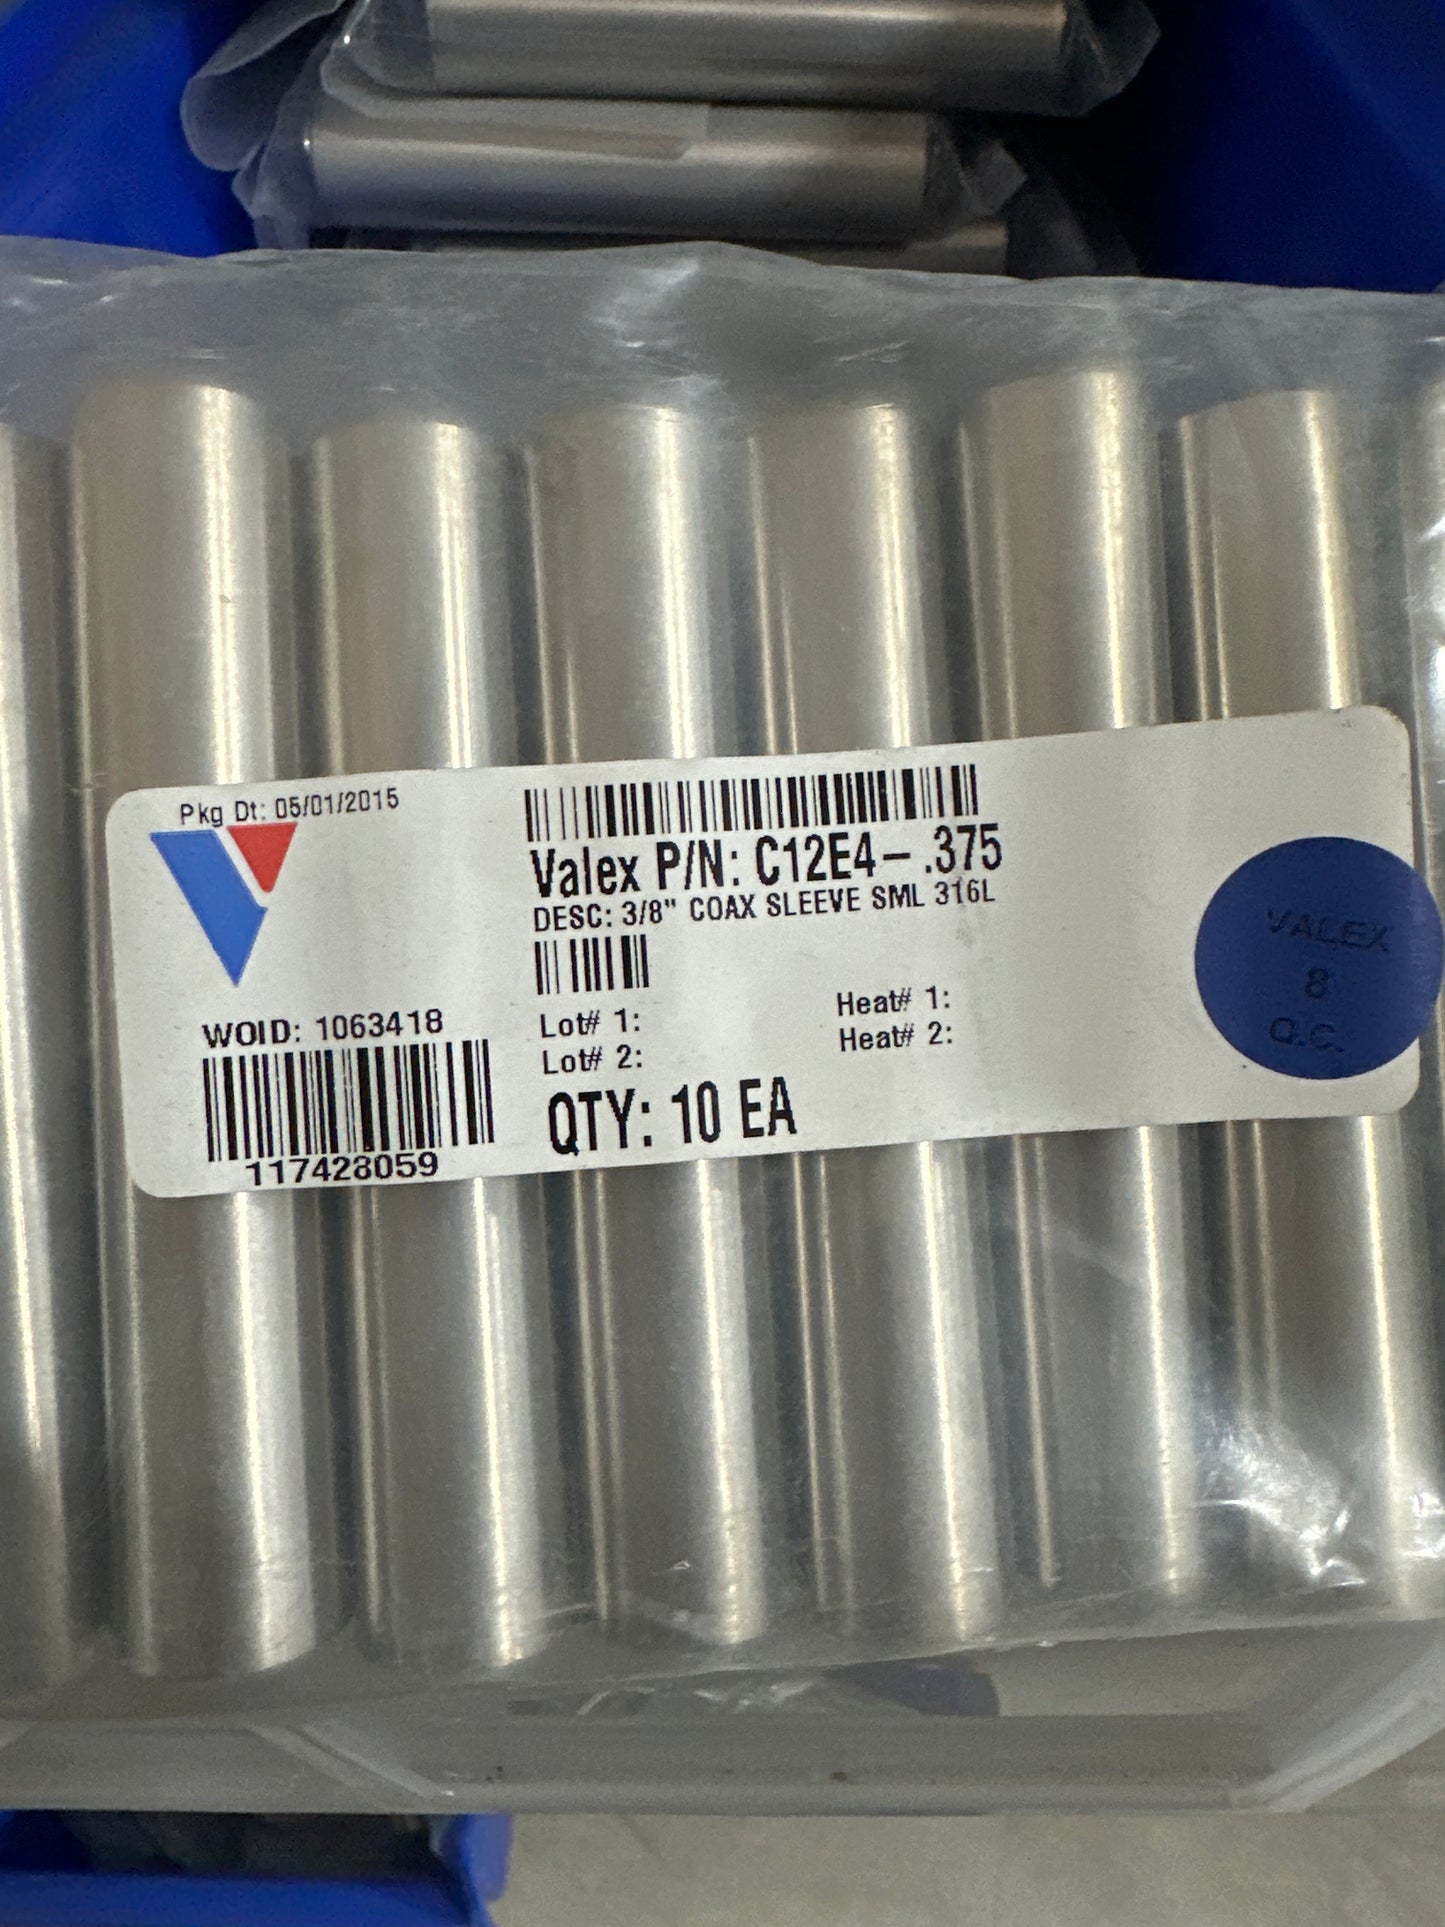 Pkg Dt: 05/01/2015
Valex P/N: C12E4– .375
DESC: 3/8" COAX SLEEVE SML 316L
WOID: 1063418
117428059
Lot# 1:
Lot# 2:
Heat# 1:
Heat# 2:
QTY: 10 EA
VALEX
8
Q.C.